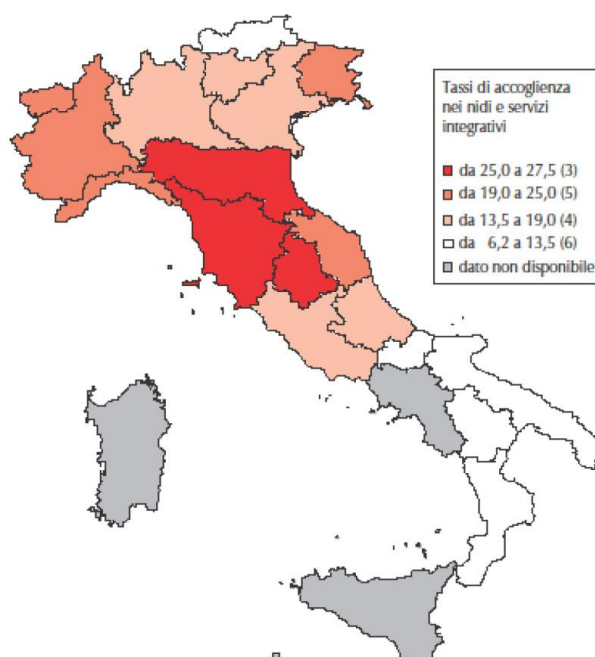 Tassi di accoglienza
nei nidi e servizi
integrativi
da 25,0 a 27,5 (3)
da 19,0 a 25,0 (5)
da 13,5 a 19,0 (4)
da 6,2 a 13,5 (6)
dato non disponibile